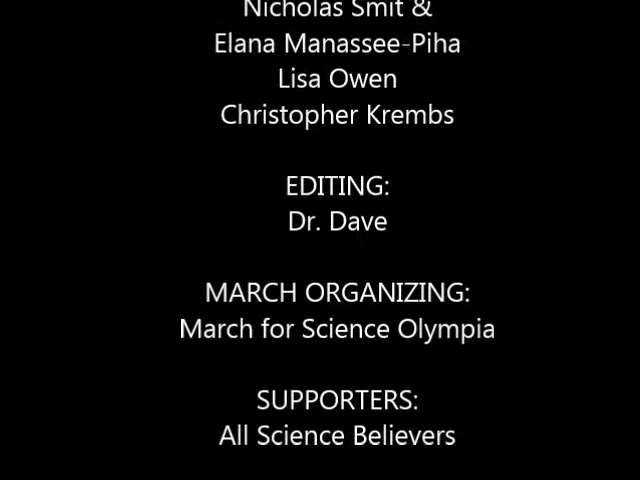 Nicholas Smit &
Elana Manassee-Piha
Lisa Owen
Christopher Krembs
EDITING:
Dr. Dave
MARCH ORGANIZING:
March for Science Olympia
SUPPORTERS:
All Science Believers